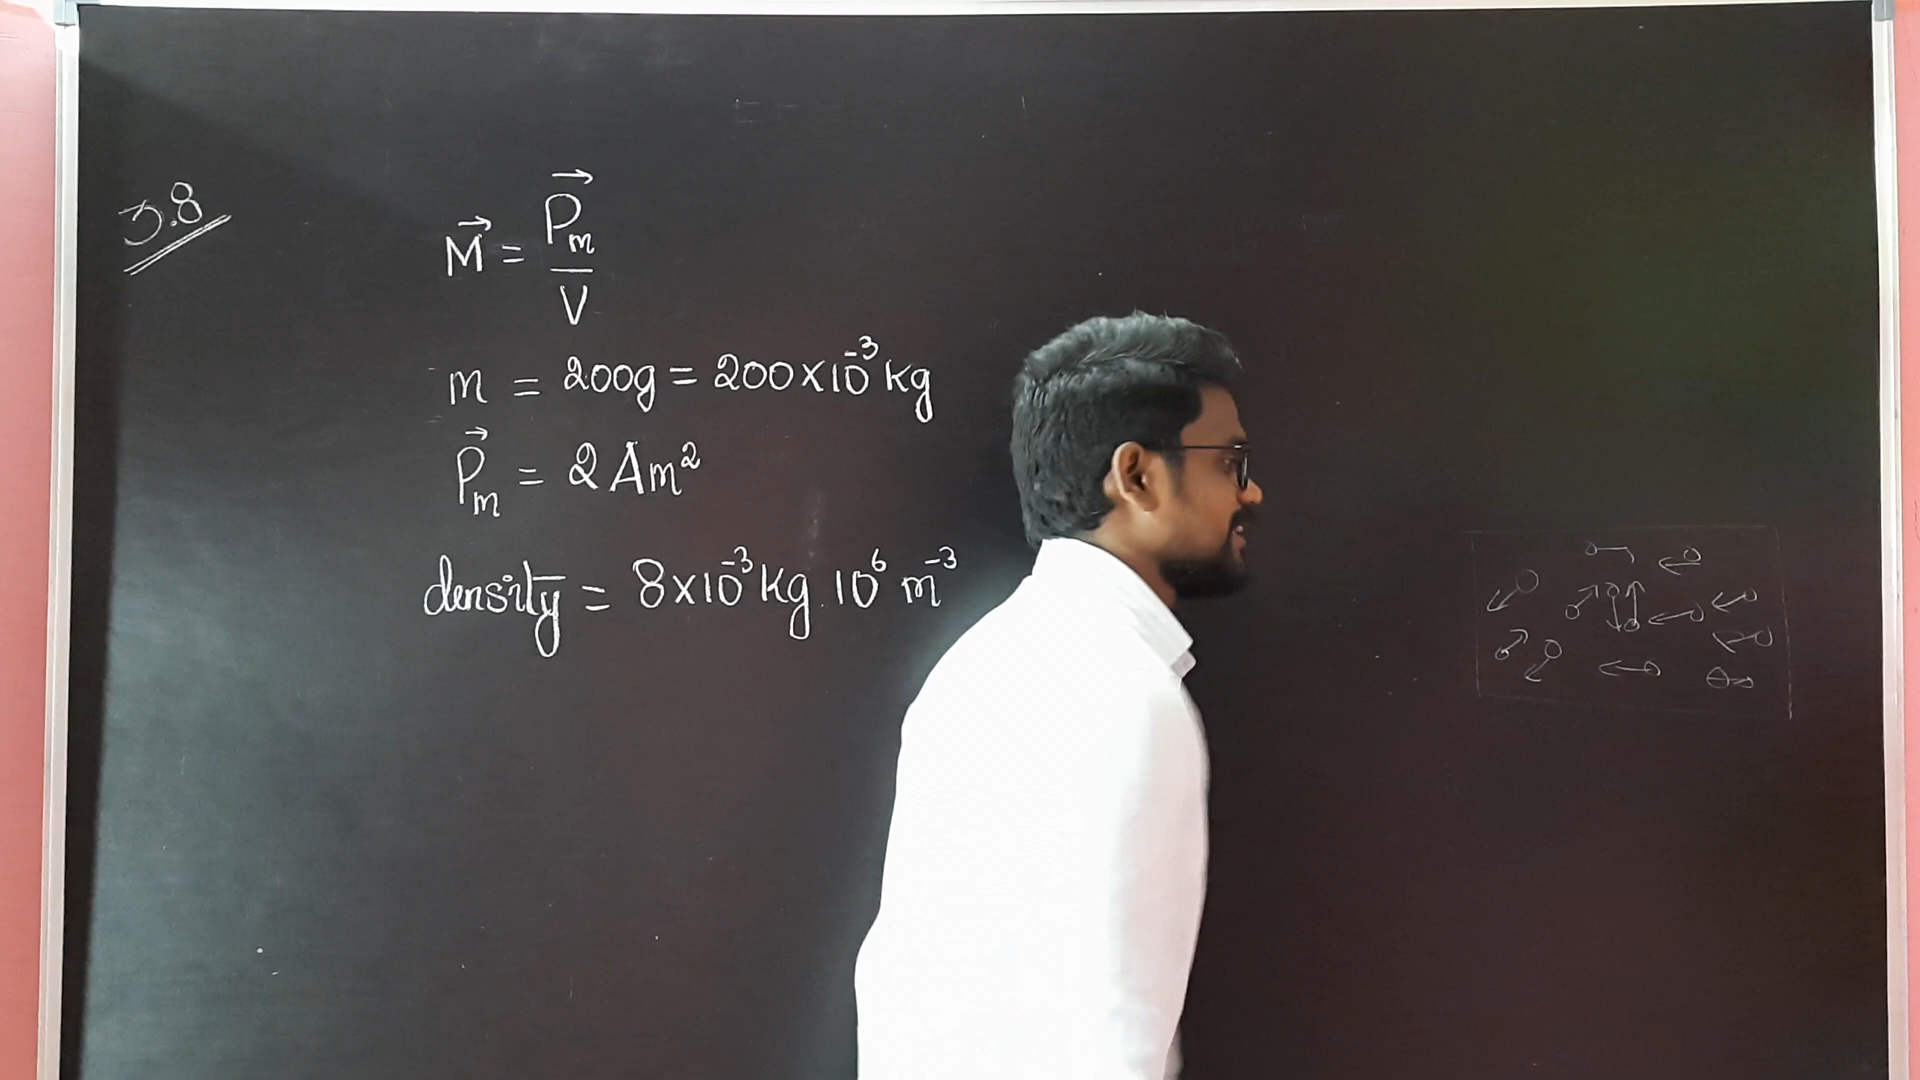 3.8
M⃗ = P⃗m / V
m = 200g = 200×10⁻³ kg
P⃗m = 2 Am²
density = 8×10⁻³ kg 10⁶ m⁻³